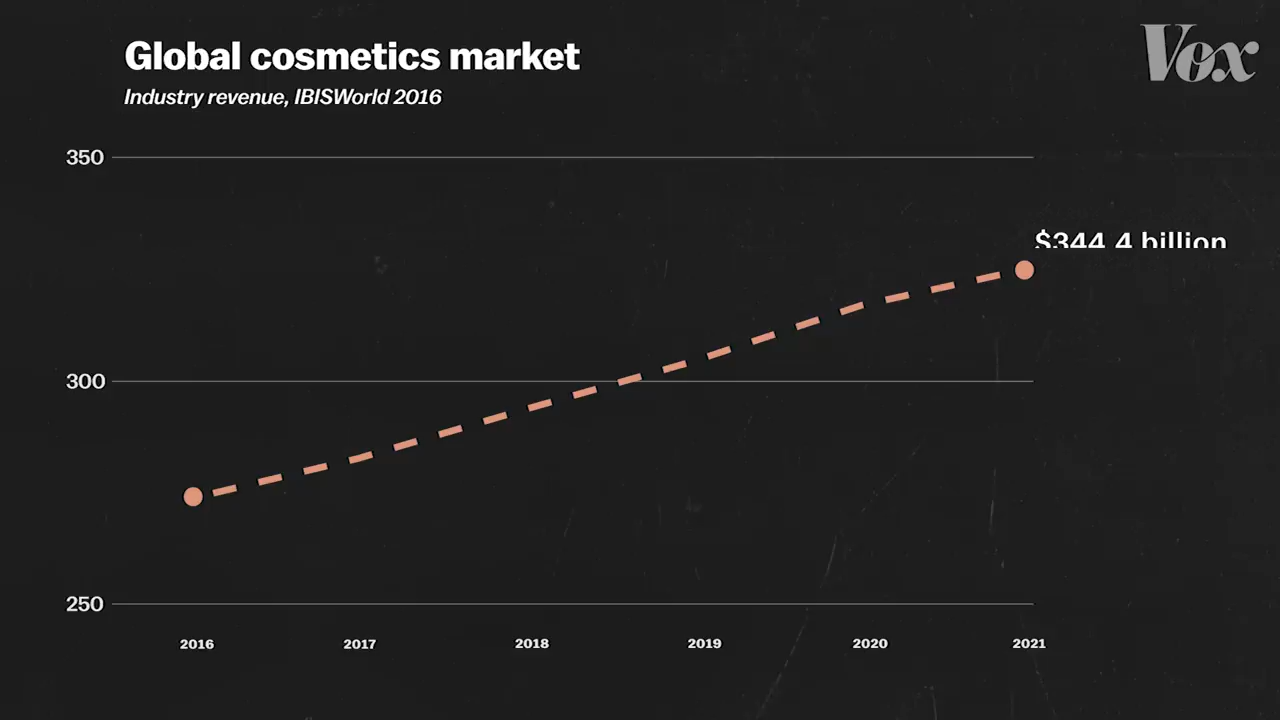 Vox
Global cosmetics market
Industry revenue, IBISWorld 2016
350
$344.4 billion
300
250
2016 2017 2018 2019 2020 2021